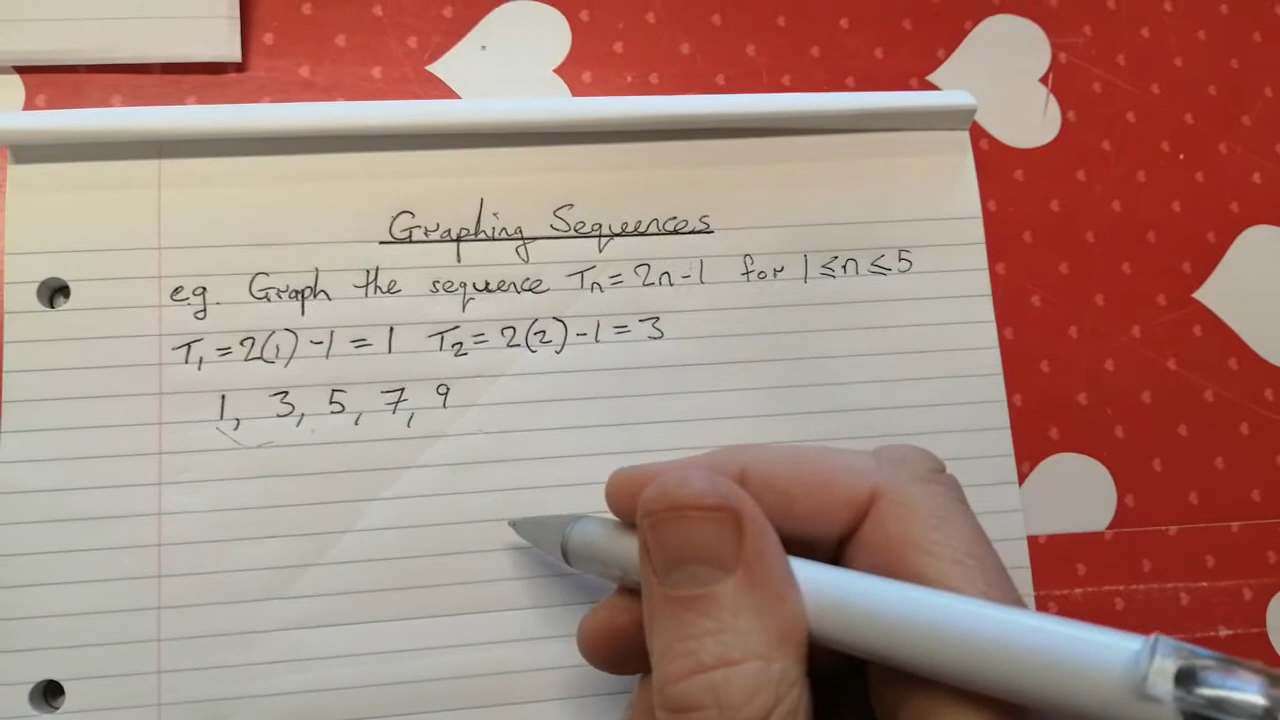 Graphing Sequences
e.g. Graph the sequence Tₙ = 2n-1 for 1 ≤ n ≤ 5
T₁ = 2(1) -1 = 1 T₂ = 2(2) -1 = 3
1, 3, 5, 7, 9